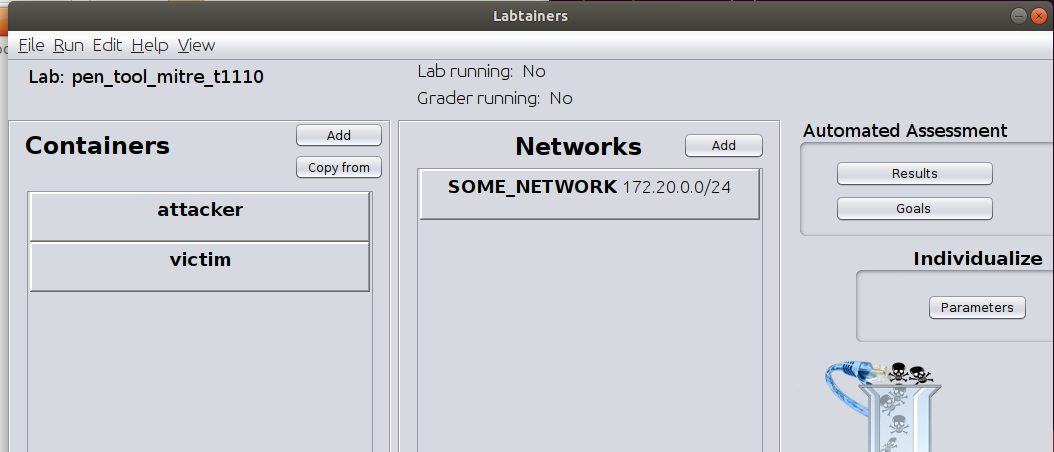 Labtainers
File Run Edit Help View
Lab: pen_tool_mitre_t1110
Lab running: No
Grader running: No
Containers
Add
Copy from
attacker
victim
Networks
Add
SOME_NETWORK 172.20.0.0/24
Automated Assessment
Results
Goals
Individualize
Parameters